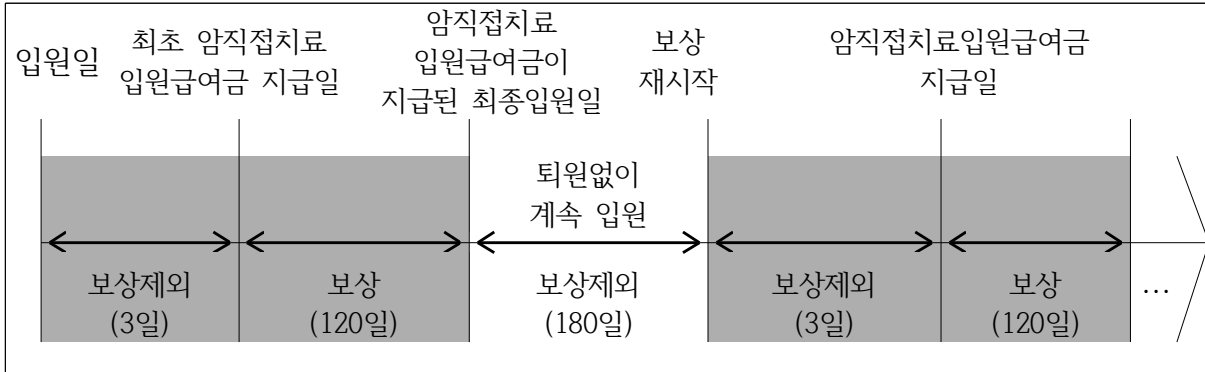 입원일
최초 암직접치료
입원급여금 지급일
암직접치료
입원급여금이
지급된 최종입원일
보상
재시작
암직접치료입원급여금
지급일
퇴원없이
계속 입원
보상제외
(3일)
보상
(120일)
보상제외
(180일)
보상제외
(3일)
보상
(120일)
…